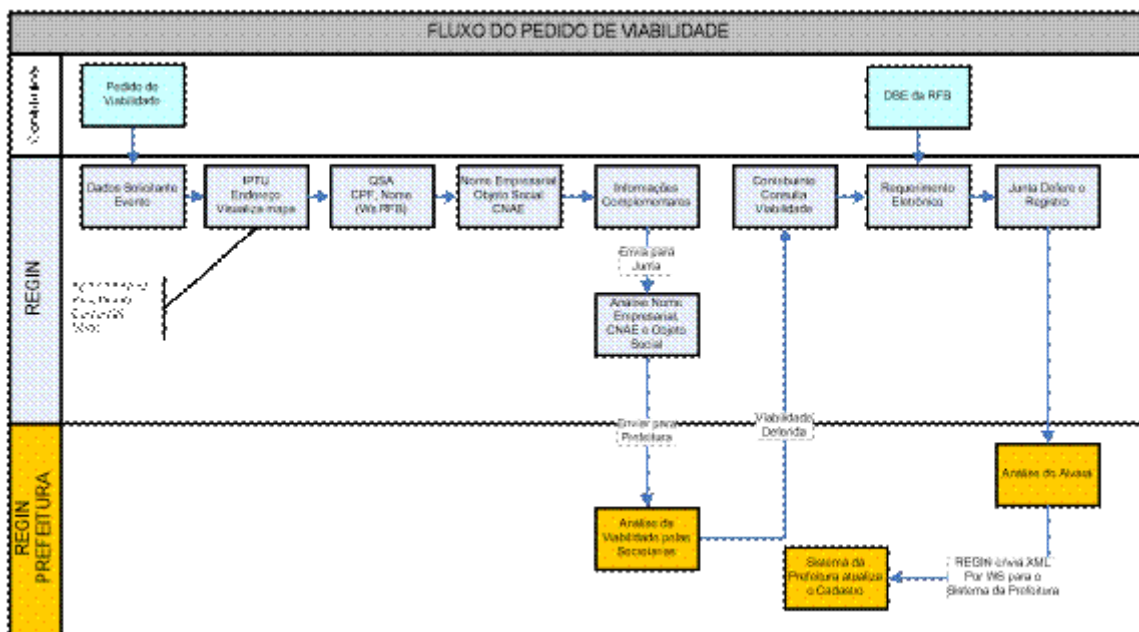 FLUXO DO PEDIDO DE VIABILIDADE
Pedido de
Viabilidade
DBE da RFB
REGIN
Dados Solicitante
Evento
IPTU
Endereço
Visualiza mapa
QSA
CPF, Nome
(Ws RFB)
Nome Empresarial
Objeto Social
CNAE
Informações
Complementares
Contribuinte
Consulta
Viabilidade
Requerimento
Eletrônico
Junta Defere o
Registro
Envia para
Junta
Análise Nome
Empresarial,
CNAE e Objeto
Social
Enviar para
Prefeitura
Viabilidade
Deferida
REGIN
PREFEITURA
Análise da
Viabilidade pelas
Secretarias
Análise do Alvará
Sistema da
Prefeitura atualiza
o Cadastro
REGIN envia XML
Por WS para o
Sistema da Prefeitura